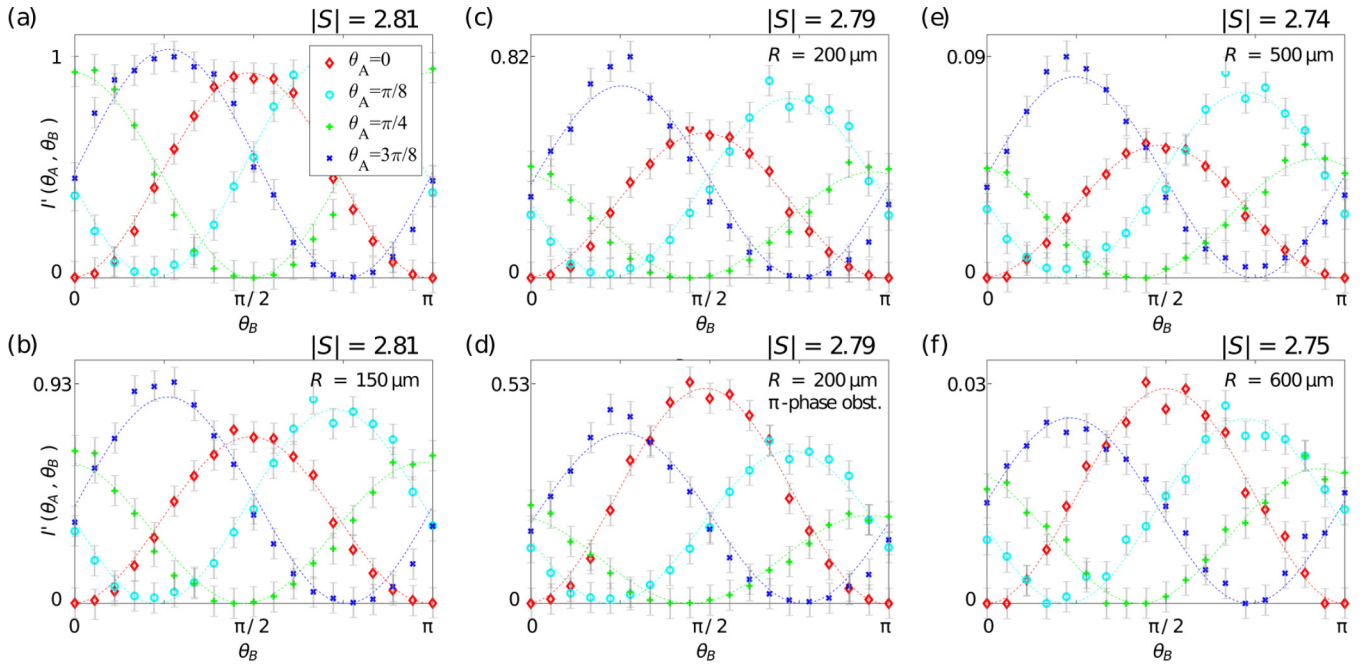 (a)
|S| = 2.81
1
I' (θA , θB)
0
θA=0
θA=π/8
θA=π/4
θA=3π/8
0
π / 2
π
θB
(c)
|S| = 2.79
R = 200 μm
0.82
0
0
π / 2
π
θB
(e)
|S| = 2.74
R = 500 μm
0.09
0
0
π / 2
π
θB
(b)
|S| = 2.81
R = 150 μm
0.93
I' (θA , θB)
0
0
π / 2
π
θB
(d)
|S| = 2.79
R = 200 μm
π-phase obst.
0.53
0
0
π / 2
π
θB
(f)
|S| = 2.75
R = 600 μm
0.03
0
0
π / 2
π
θB